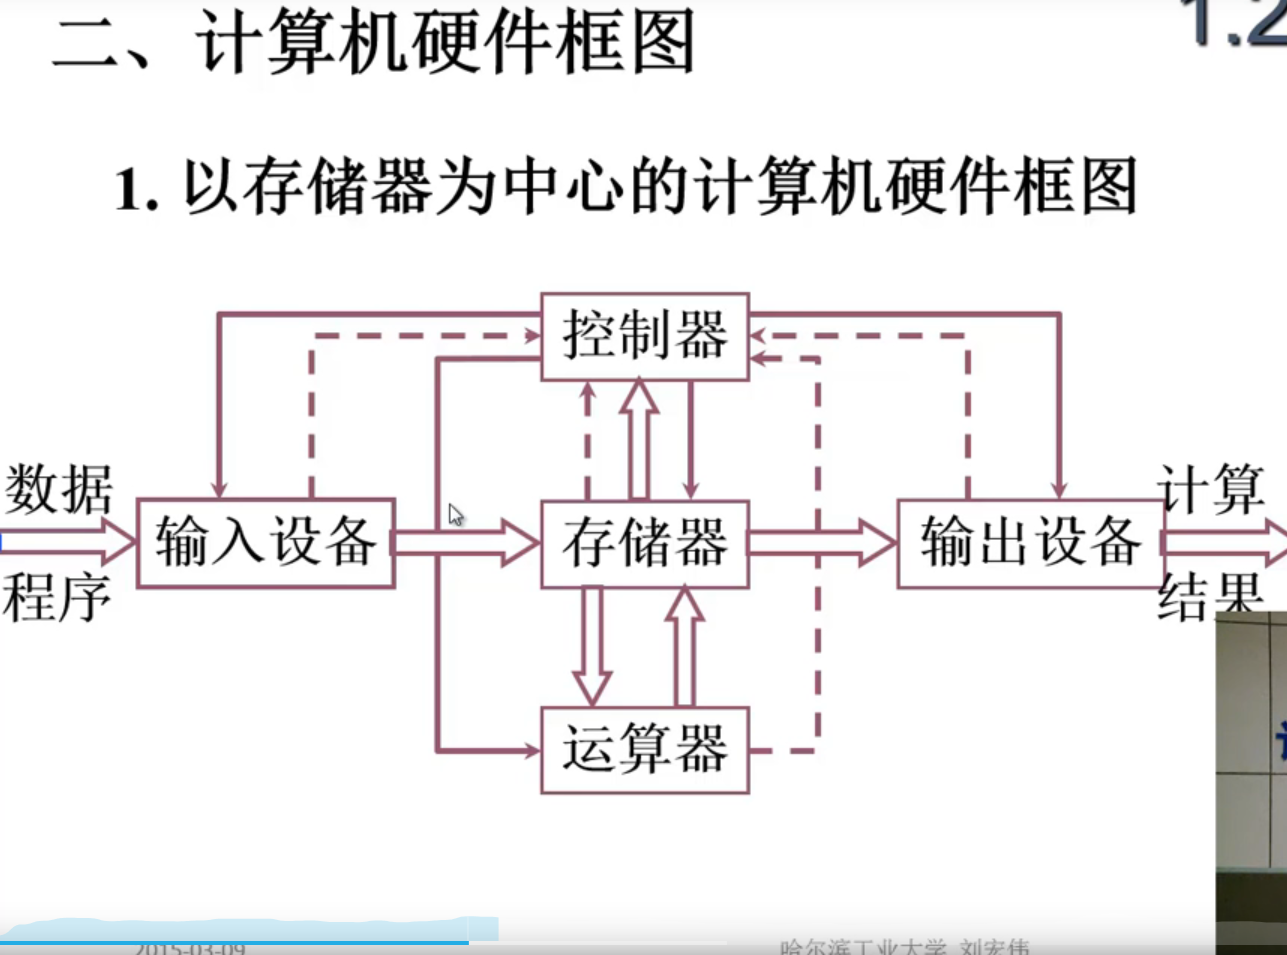 二、计算机硬件框图
1.2
1. 以存储器为中心的计算机硬件框图
控制器
数据
程序
输入设备
存储器
输出设备
计算
结果
运算器
2015-03-09
哈尔滨工业大学 刘宏伟